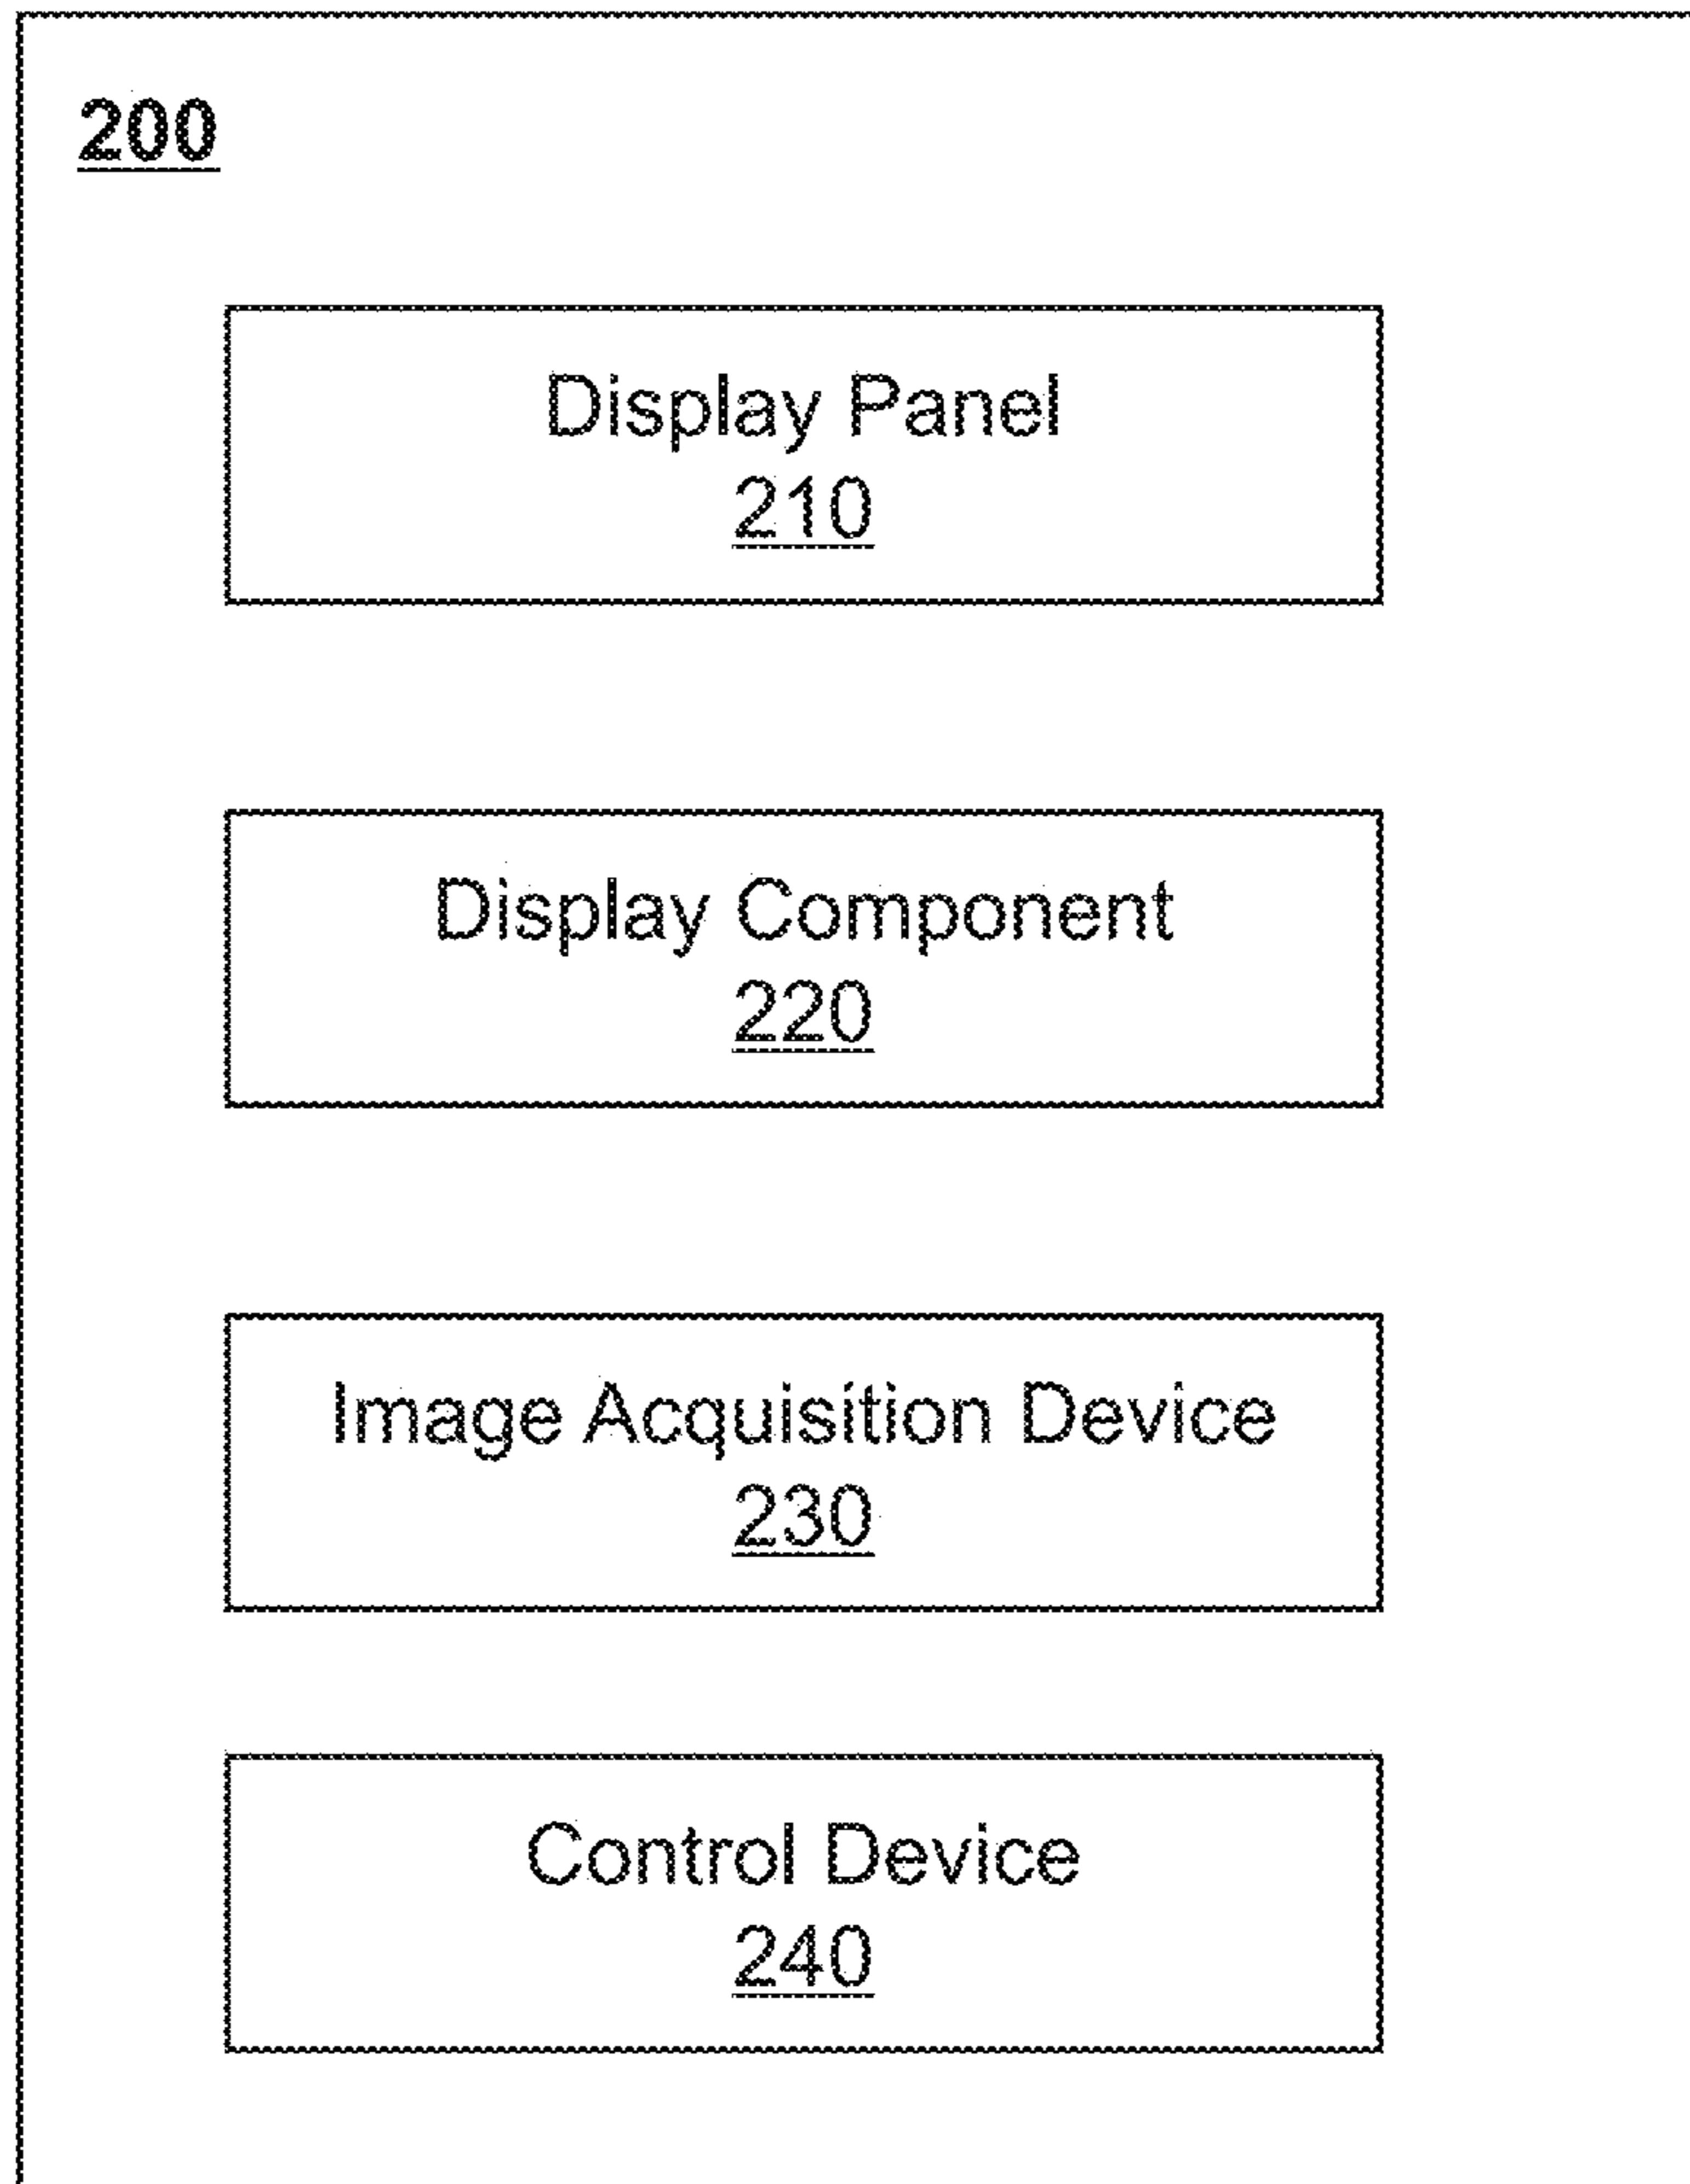 200
Display Panel
210
Display Component
220
Image Acquisition Device
230
Control Device
240